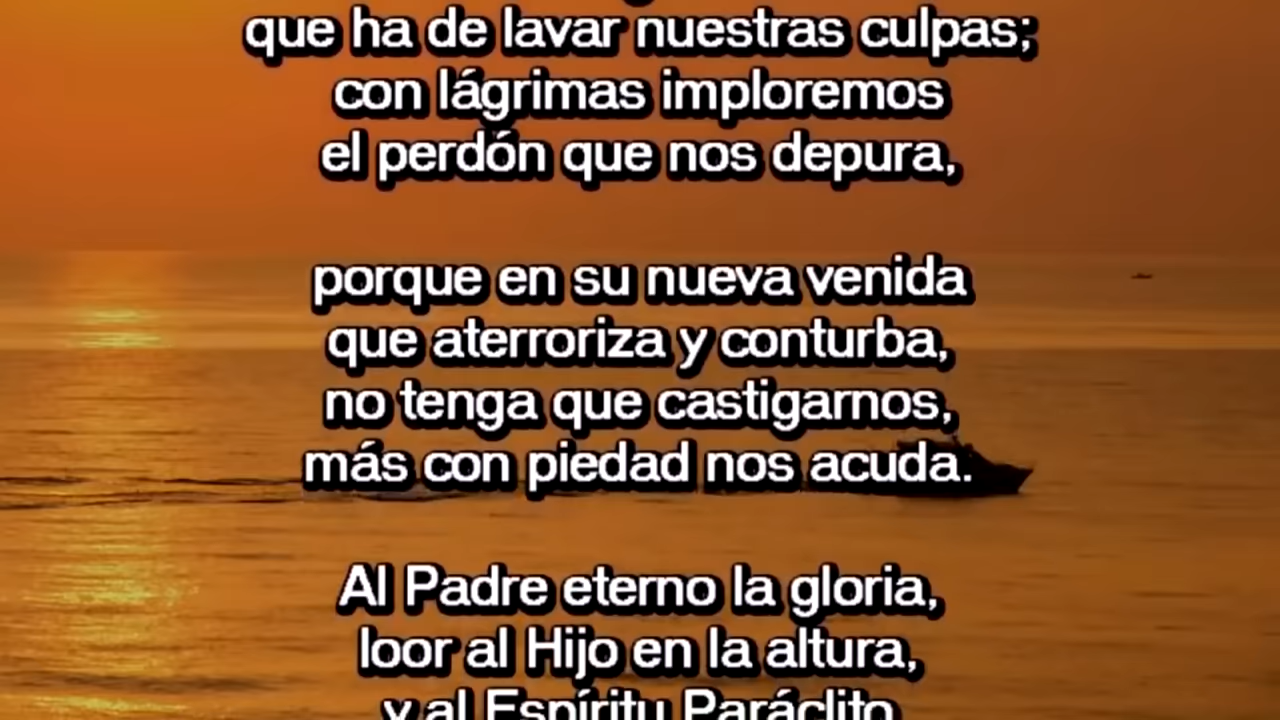 que ha de lavar nuestras culpas;
con lágrimas imploremos
el perdón que nos depura,
porque en su nueva venida
que aterroriza y conturba,
no tenga que castigarnos,
más con piedad nos acuda.
Al Padre eterno la gloria,
loor al Hijo en la altura,
y al Espíritu Paráclito